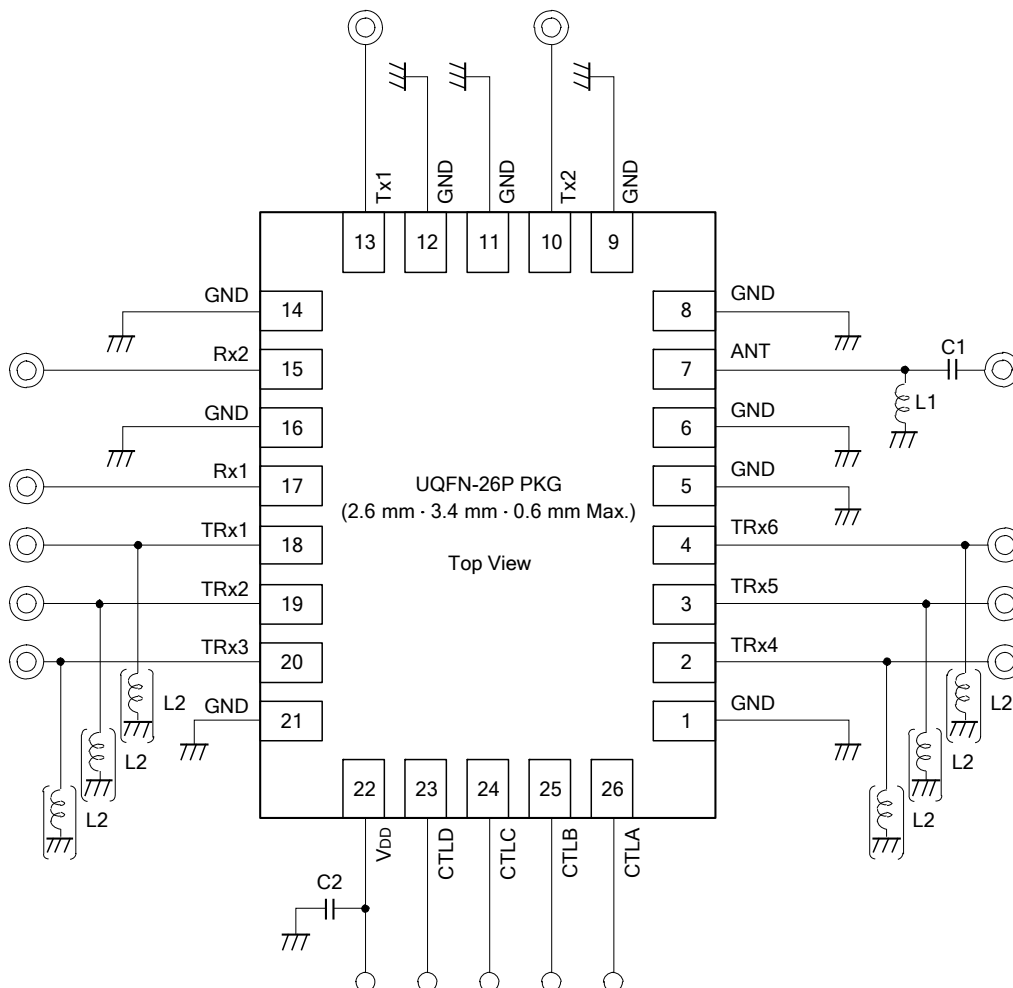 Tx1
GND
GND
Tx2
GND
13
12
11
10
9
GND
14
8
GND
Rx2
15
7
ANT
C1
L1
GND
16
6
GND
Rx1
17
5
GND
UQFN-26P PKG
(2.6 mm · 3.4 mm · 0.6 mm Max.)
Top View
TRx1
18
4
TRx6
TRx2
19
3
TRx5
TRx3
20
2
TRx4
L2
GND
21
1
GND
L2
L2
L2
L2
L2
22
23
24
25
26
VDD
CTLD
CTLC
CTLB
CTLA
C2